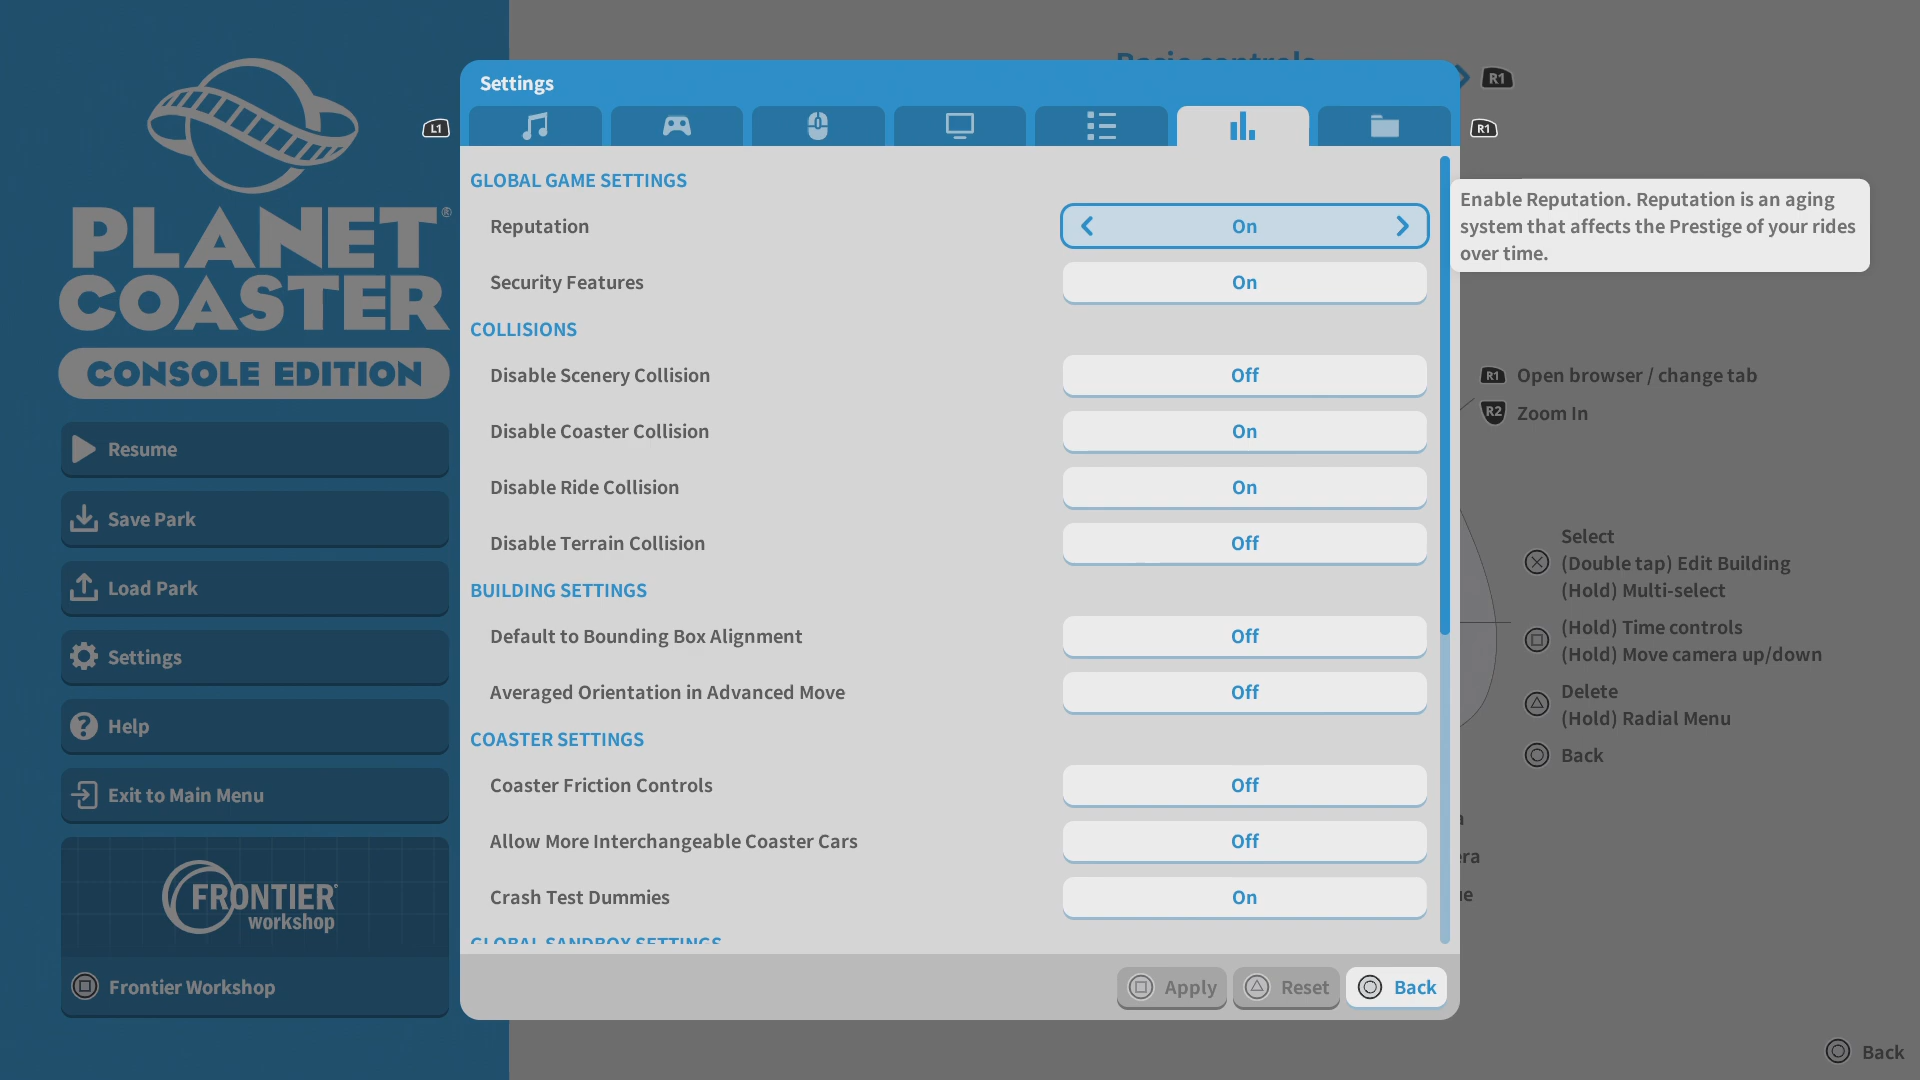 Settings
R1
L1
R1
PLANET
COASTER
®
CONSOLE EDITION
Resume
Save Park
Load Park
Settings
Help
Exit to Main Menu
FRONTIER
workshop
Frontier Workshop
GLOBAL GAME SETTINGS
Reputation On
Security Features On
COLLISIONS
Disable Scenery Collision Off
Disable Coaster Collision On
Disable Ride Collision On
Disable Terrain Collision Off
BUILDING SETTINGS
Default to Bounding Box Alignment Off
Averaged Orientation in Advanced Move Off
COASTER SETTINGS
Coaster Friction Controls Off
Allow More Interchangeable Coaster Cars Off
Crash Test Dummies On
GLOBAL SANDBOX SETTINGS
Apply
Reset
Back
Basic controls
Enable Reputation. Reputation is an aging
system that affects the Prestige of your rides
over time.
R1 Open browser / change tab
R2 Zoom In
Select
(Double tap) Edit Building
(Hold) Multi-select
(Hold) Time controls
(Hold) Move camera up/down
Delete
(Hold) Radial Menu
Back
Back